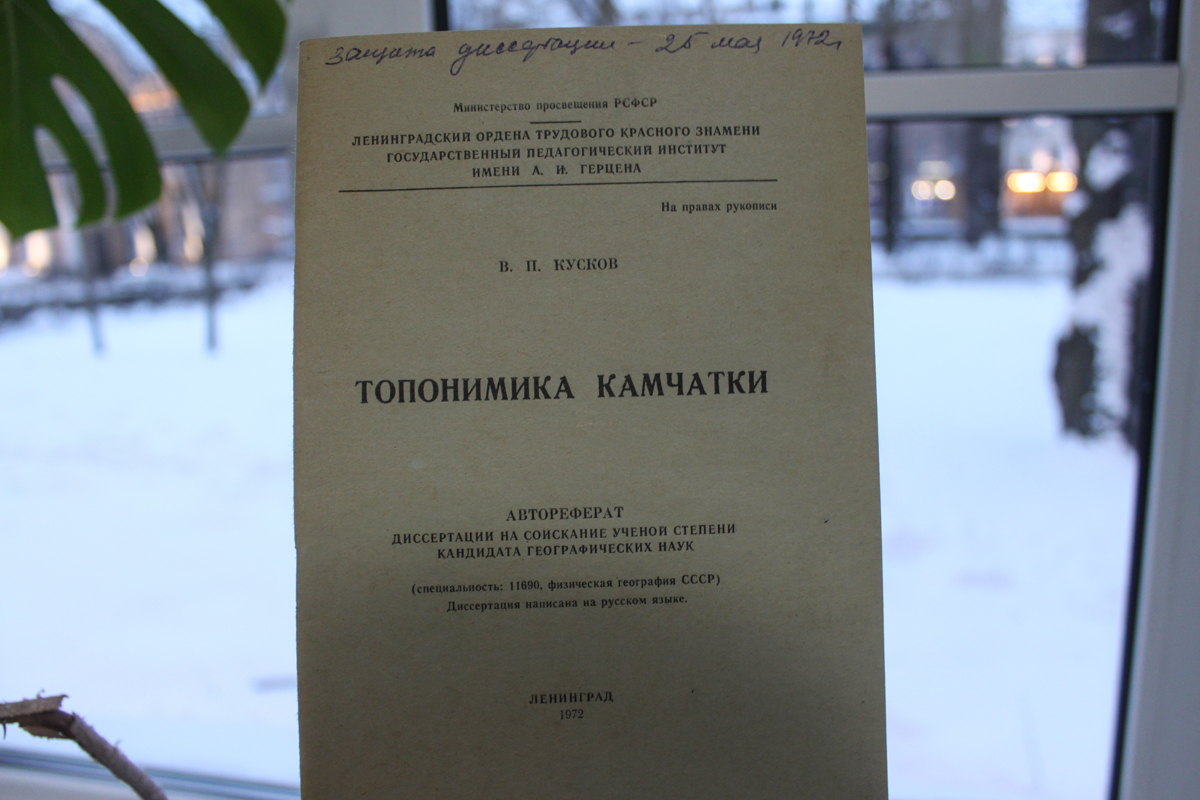 защита диссертации – 25 мая 1972г
Министерство просвещения РСФСР
ЛЕНИНГРАДСКИЙ ОРДЕНА ТРУДОВОГО КРАСНОГО ЗНАМЕНИ
ГОСУДАРСТВЕННЫЙ ПЕДАГОГИЧЕСКИЙ ИНСТИТУТ
ИМЕНИ А. И. ГЕРЦЕНА
На правах рукописи
В. П. КУСКОВ
ТОПОНИМИКА КАМЧАТКИ
АВТОРЕФЕРАТ
ДИССЕРТАЦИИ НА СОИСКАНИЕ УЧЕНОЙ СТЕПЕНИ
КАНДИДАТА ГЕОГРАФИЧЕСКИХ НАУК
(специальность: 11690, физическая география СССР)
Диссертация написана на русском языке.
ЛЕНИНГРАД
1972